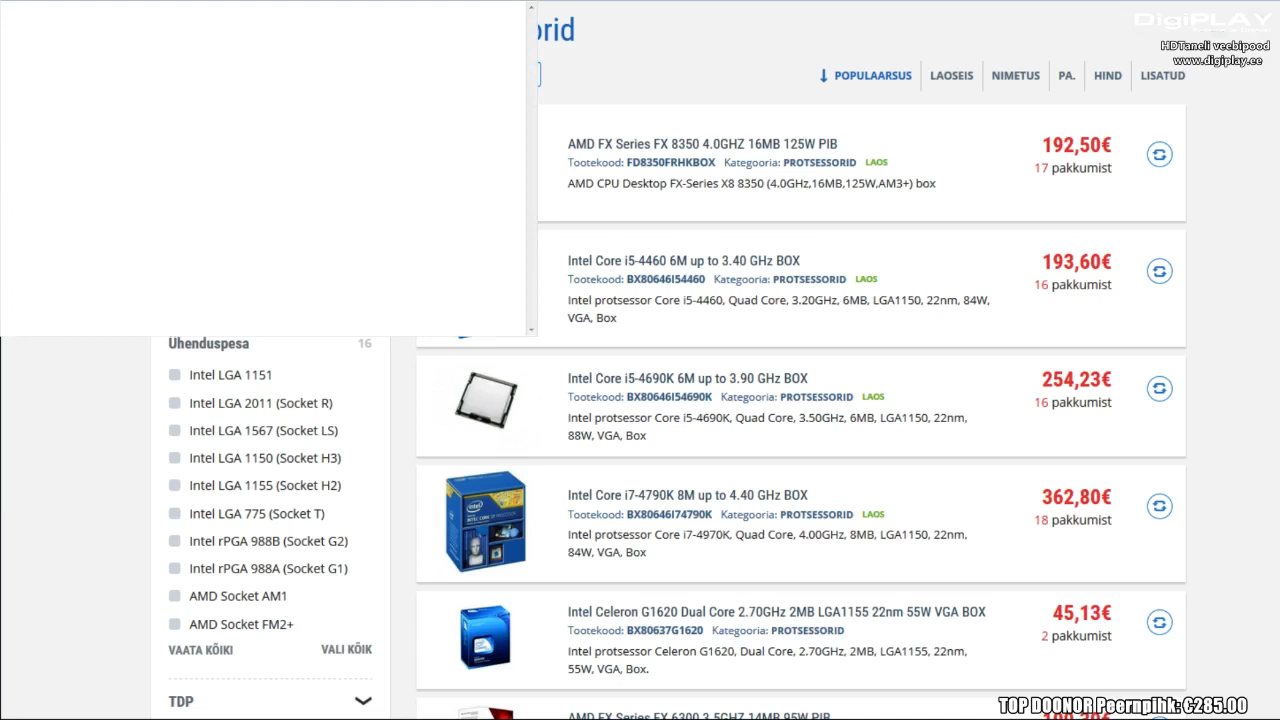 orid
DigiPLAY
HDTaneli veebipood
www.digiplay.ee
POPULAARSUS
LAOSEIS
NIMETUS
PA.
HIND
LISATUD
AMD FX Series FX 8350 4.0GHZ 16MB 125W PIB
192,50€
Tootekood: FD8350FRHKBOX Kategooria: PROTSESSORID LAOS
17 pakkumist
AMD CPU Desktop FX-Series X8 8350 (4.0GHz,16MB,125W,AM3+) box
Intel Core i5-4460 6M up to 3.40 GHz BOX
193,60€
Tootekood: BX80646I54460 Kategooria: PROTSESSORID LAOS
16 pakkumist
Intel protsessor Core i5-4460, Quad Core, 3.20GHz, 6MB, LGA1150, 22nm, 84W,
VGA, Box
Ühenduspesa 16
Intel LGA 1151
Intel LGA 2011 (Socket R)
Intel LGA 1567 (Socket LS)
Intel LGA 1150 (Socket H3)
Intel LGA 1155 (Socket H2)
Intel LGA 775 (Socket T)
Intel rPGA 988B (Socket G2)
Intel rPGA 988A (Socket G1)
AMD Socket AM1
AMD Socket FM2+
VAATA KÕIKI VALI KÕIK
TDP
Intel Core i5-4690K 6M up to 3.90 GHz BOX
254,23€
Tootekood: BX80646I54690K Kategooria: PROTSESSORID LAOS
16 pakkumist
Intel protsessor Core i5-4690K, Quad Core, 3.50GHz, 6MB, LGA1150, 22nm,
88W, VGA, Box
Intel Core i7-4790K 8M up to 4.40 GHz BOX
362,80€
Tootekood: BX80646I74790K Kategooria: PROTSESSORID LAOS
18 pakkumist
Intel protsessor Core i7-4970K, Quad Core, 4.00GHz, 8MB, LGA1150, 22nm,
84W, VGA, Box
Intel Celeron G1620 Dual Core 2.70GHz 2MB LGA1155 22nm 55W VGA BOX
45,13€
Tootekood: BX80637G1620 Kategooria: PROTSESSORID
2 pakkumist
Intel protsessor Celeron G1620, Dual Core, 2.70GHz, 2MB, LGA1155, 22nm,
55W, VGA, Box.
AMD FX Series FX 6300 3.5GHZ 14MB 95W PIB
TOP DOONOR Peernpihk: €285.00